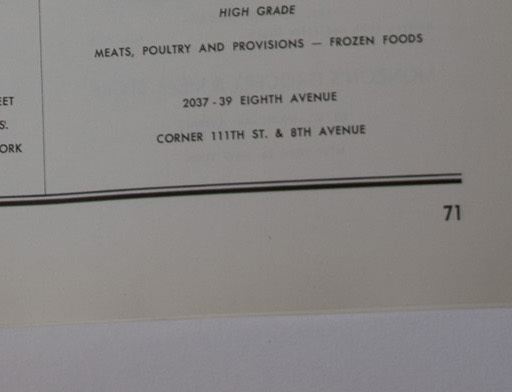 HIGH GRADE
MEATS, POULTRY AND PROVISIONS — FROZEN FOODS
2037-39 EIGHTH AVENUE
CORNER 111TH ST. & 8TH AVENUE
EET
S.
ORK
71